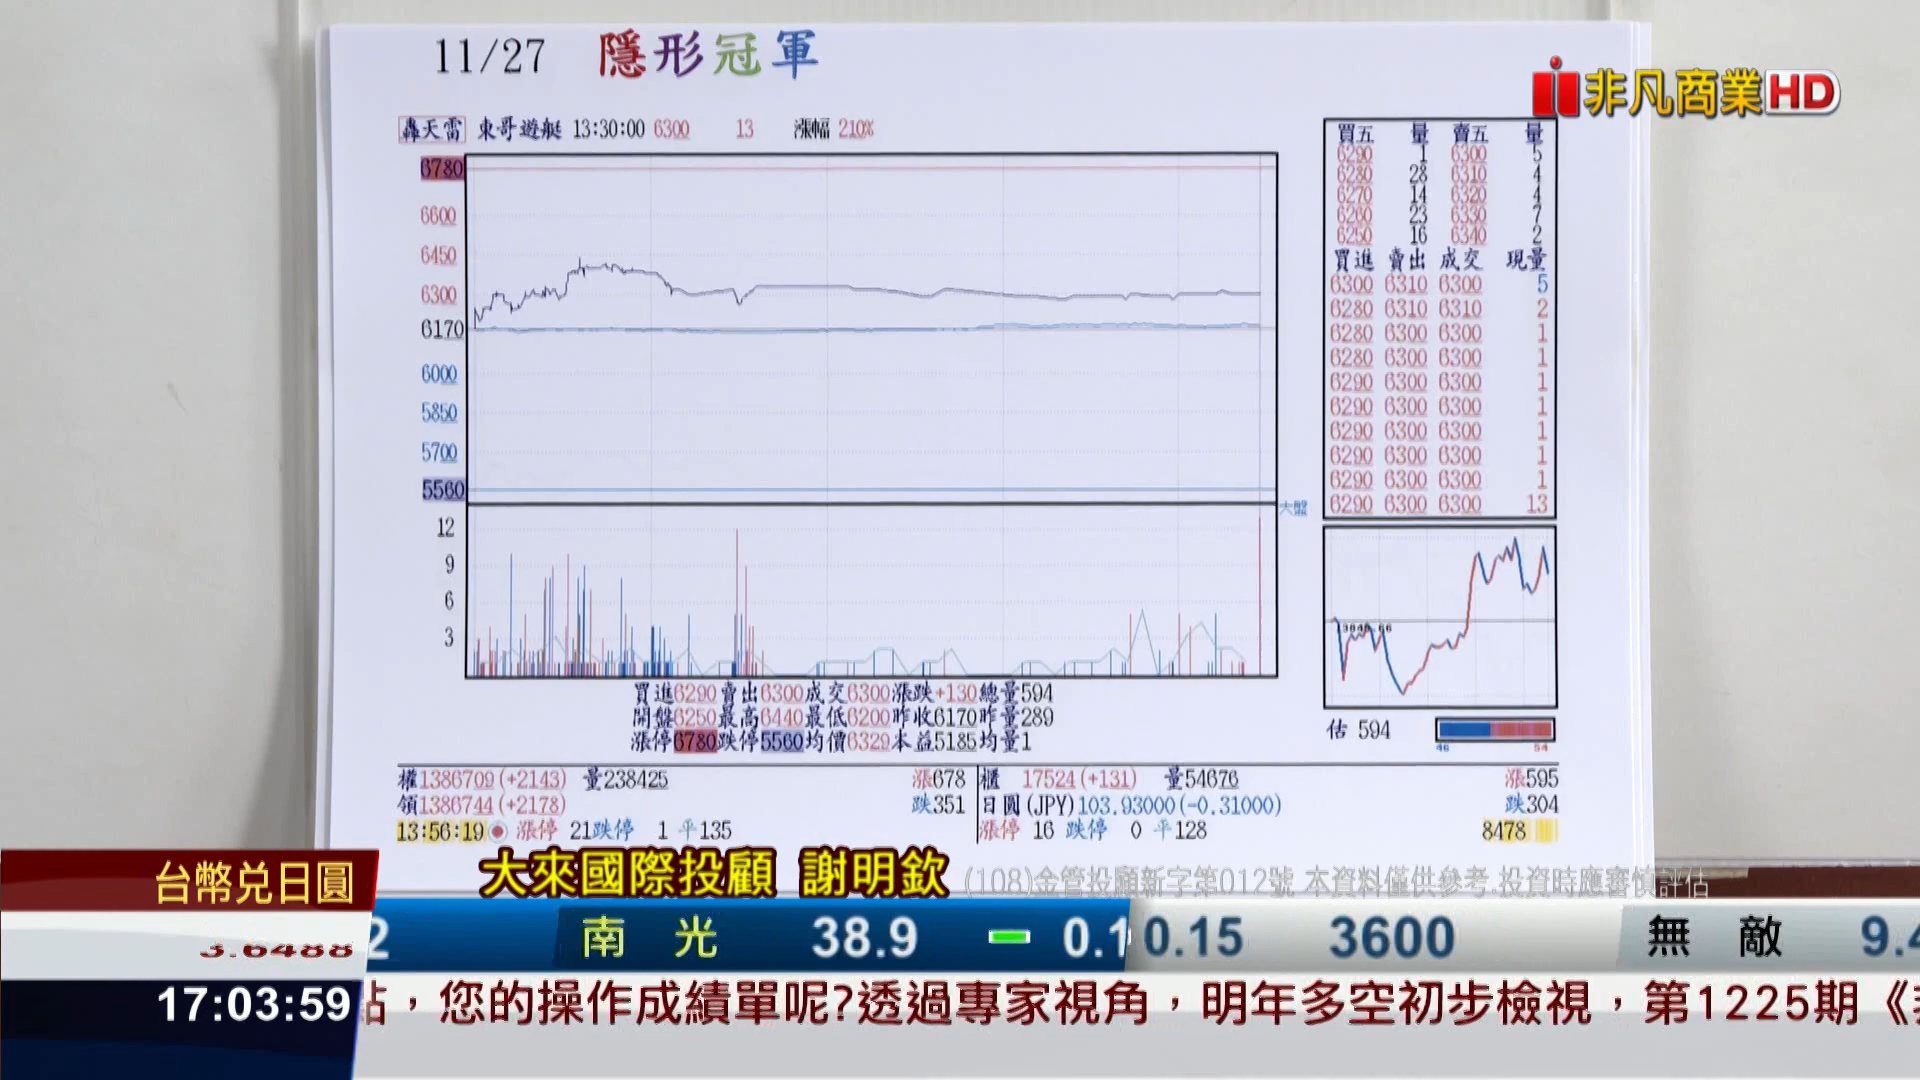 11/27 隱形冠軍
非凡商業HD
轟天雷 東哥遊艇 13:30:00 6300 13 漲幅 210%
6780
6600
6450
6300
6170
6000
5850
5700
5560
大盤
12
9
6
3
買五 量 賣五 量
6290 1 6300 5
6280 28 6310 4
6270 14 6320 4
6260 23 6330 7
6250 16 6340 2
買進 賣出 成交 現量
6300 6310 6300 5
6280 6310 6310 2
6280 6300 6300 1
6280 6300 6300 1
6290 6300 6300 1
6290 6300 6300 1
6290 6300 6300 1
6290 6300 6300 1
6290 6300 6300 1
6290 6300 6300 13
13848.66
估 594
46 54
買進6290賣出6300成交6300漲跌+130總量594
開盤6250最高6440最低6200昨收6170昨量289
漲停6780跌停5560均價6329本益5185均量1
權1386709(+2143) 量238425 漲678
領1386744(+2178) 跌351
13:56:19 漲停 21跌停 1 平135
櫃 17524(+131) 量54676 漲595
日圓(JPY)103.93000(-0.31000) 跌304
漲停 16 跌停 0 平128 8478
大來國際投顧 謝明欽
(108)金管投顧新字第012號 本資料僅供參考,投資時應審慎評估
台幣兌日圓
3.6488
2 南光 38.9 0.1 0.15 3600 無敵 9.4
17:03:59
點，您的操作成績單呢?透過專家視角，明年多空初步檢視，第1225期《